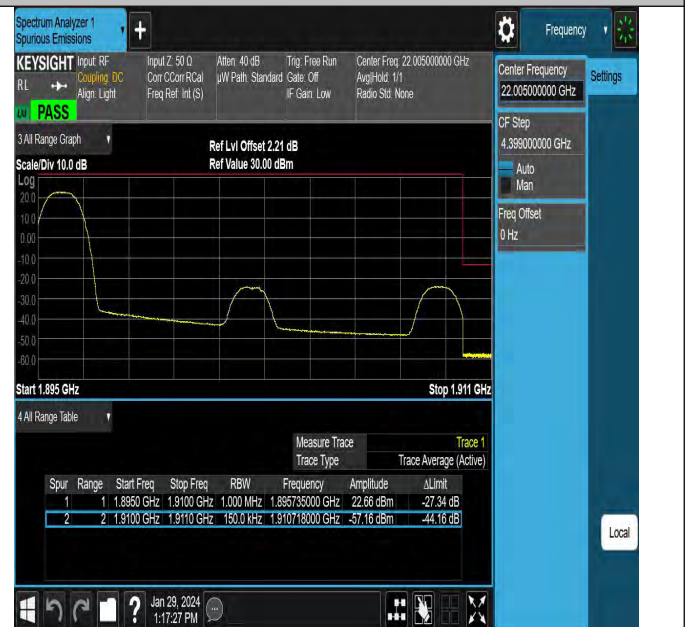 Spectrum Analyzer 1
Spurious Emissions
Frequency
KEYSIGHT
RL
Input: RF
Coupling: DC
Align: Light
Input Z: 50 Ω
Corr CCorr RCal
Freq Ref: Int (S)
Atten: 40 dB
µW Path: Standard
Trig: Free Run
Gate: Off
IF Gain: Low
Center Freq: 22.005000000 GHz
Avg|Hold: 1/1
Radio Std: None
PASS
Center Frequency
22.005000000 GHz
Settings
CF Step
4.399000000 GHz
Auto
Man
Freq Offset
0 Hz
3 All Range Graph
Ref Lvl Offset 2.21 dB
Scale/Div 10.0 dB
Ref Value 30.00 dBm
Log
20.0
10.0
0.00
-10.0
-20.0
-30.0
-40.0
-50.0
-60.0
Start 1.895 GHz
Stop 1.911 GHz
4 All Range Table
Measure Trace Trace 1
Trace Type Trace Average (Active)
Spur Range Start Freq Stop Freq RBW Frequency Amplitude ΔLimit
1 1 1.8950 GHz 1.9100 GHz 1.000 MHz 1.895735000 GHz 22.66 dBm -27.34 dB
2 2 1.9100 GHz 1.9110 GHz 150.0 kHz 1.910718000 GHz -57.16 dBm -44.16 dB
Local
?
Jan 29, 2024
1:17:27 PM